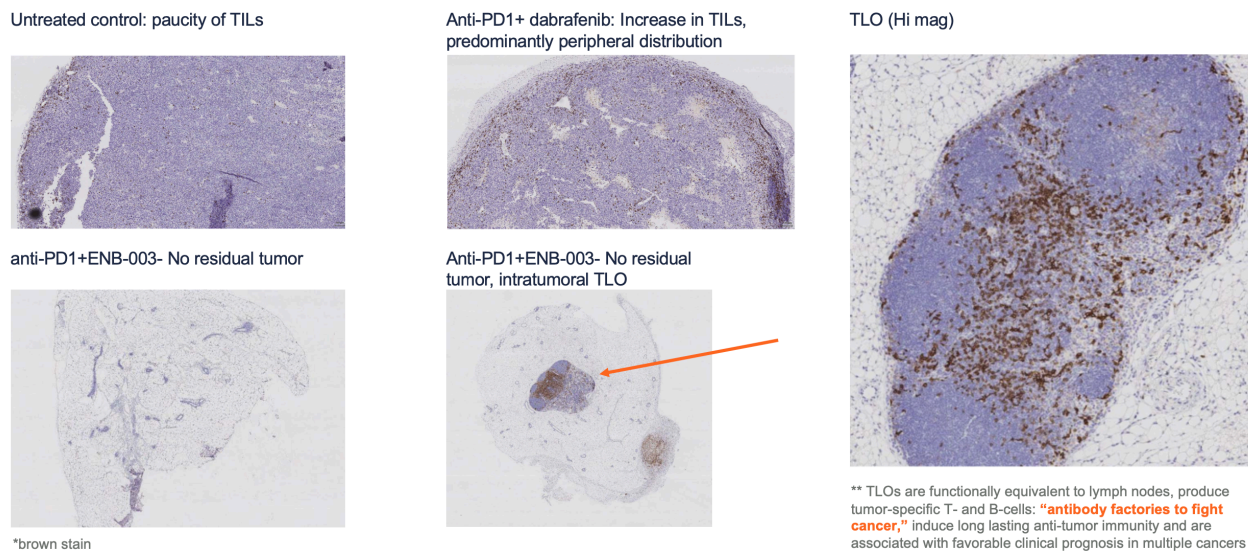 Untreated control: paucity of TILs
Anti-PD1+ dabrafenib: Increase in TILs,
predominantly peripheral distribution
TLO (Hi mag)
anti-PD1+ENB-003- No residual tumor
Anti-PD1+ENB-003- No residual
tumor, intratumoral TLO
** TLOs are functionally equivalent to lymph nodes, produce
tumor-specific T- and B-cells: “antibody factories to fight
cancer,” induce long lasting anti-tumor immunity and are
associated with favorable clinical prognosis in multiple cancers
*brown stain